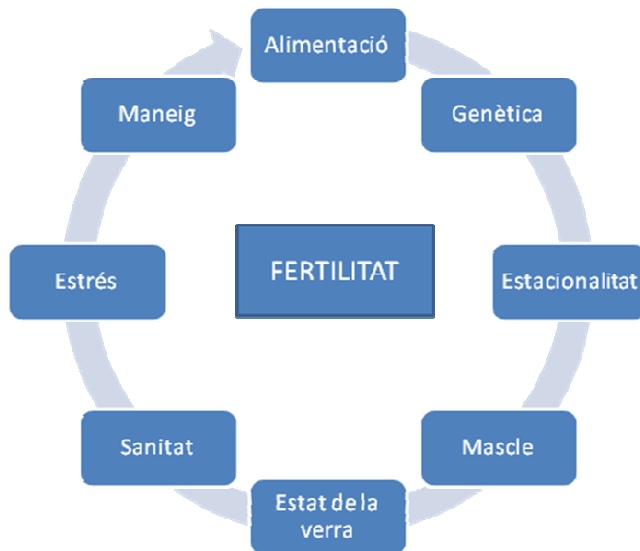 Alimentació
Genètica
Estacionalitat
Mascle
Estat de la
verra
Sanitat
Estrés
Maneig
FERTILITAT